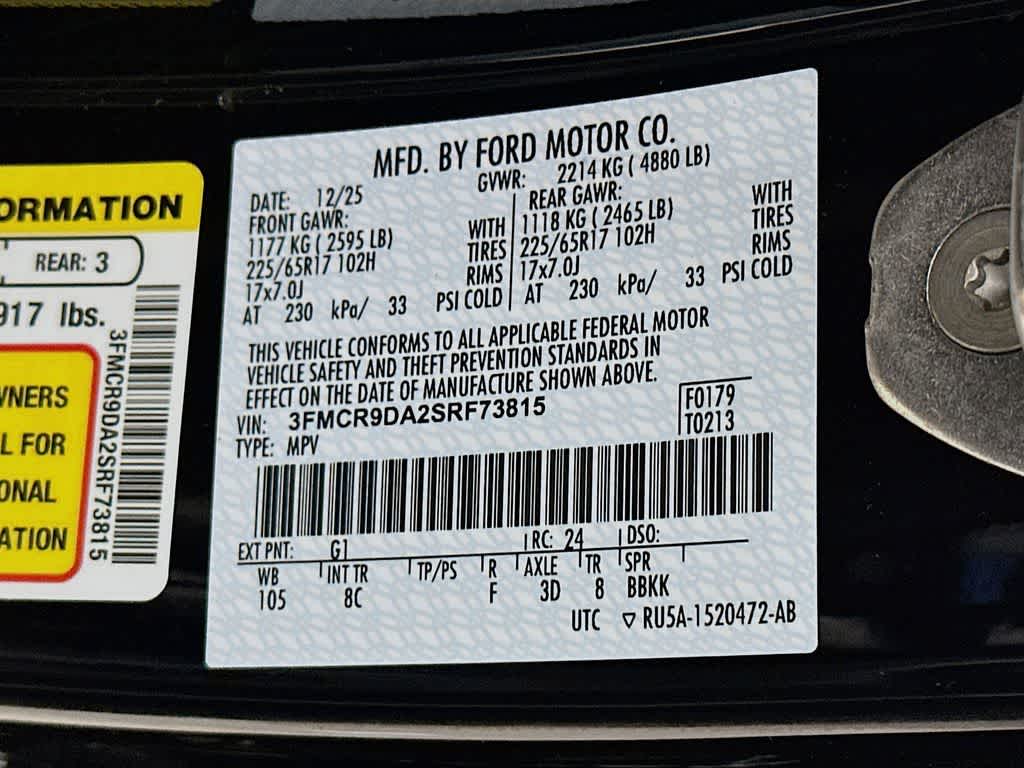 ORMATION
REAR: 3
917 lbs.
WNERS
L FOR
ONAL
ATION
3FMCR9DA2SRF73815
MFD. BY FORD MOTOR CO.
DATE: 12/25 GVWR: 2214 KG ( 4880 LB)
FRONT GAWR: REAR GAWR:
1177 KG ( 2595 LB) WITH 1118 KG ( 2465 LB) WITH
225/65R17 102H TIRES 225/65R17 102H TIRES
17x7.0J RIMS 17x7.0J RIMS
AT 230 kPa/ 33 PSI COLD AT 230 kPa/ 33 PSI COLD
THIS VEHICLE CONFORMS TO ALL APPLICABLE FEDERAL MOTOR
VEHICLE SAFETY AND THEFT PREVENTION STANDARDS IN
EFFECT ON THE DATE OF MANUFACTURE SHOWN ABOVE.
VIN: 3FMCR9DA2SRF73815 F0179
TYPE: MPV T0213
EXT PNT: G1 RC: 24 DSO:
WB INT TR TP/PS R AXLE TR SPR
105 8C F 3D 8 BBKK
UTC ▽ RU5A-1520472-AB